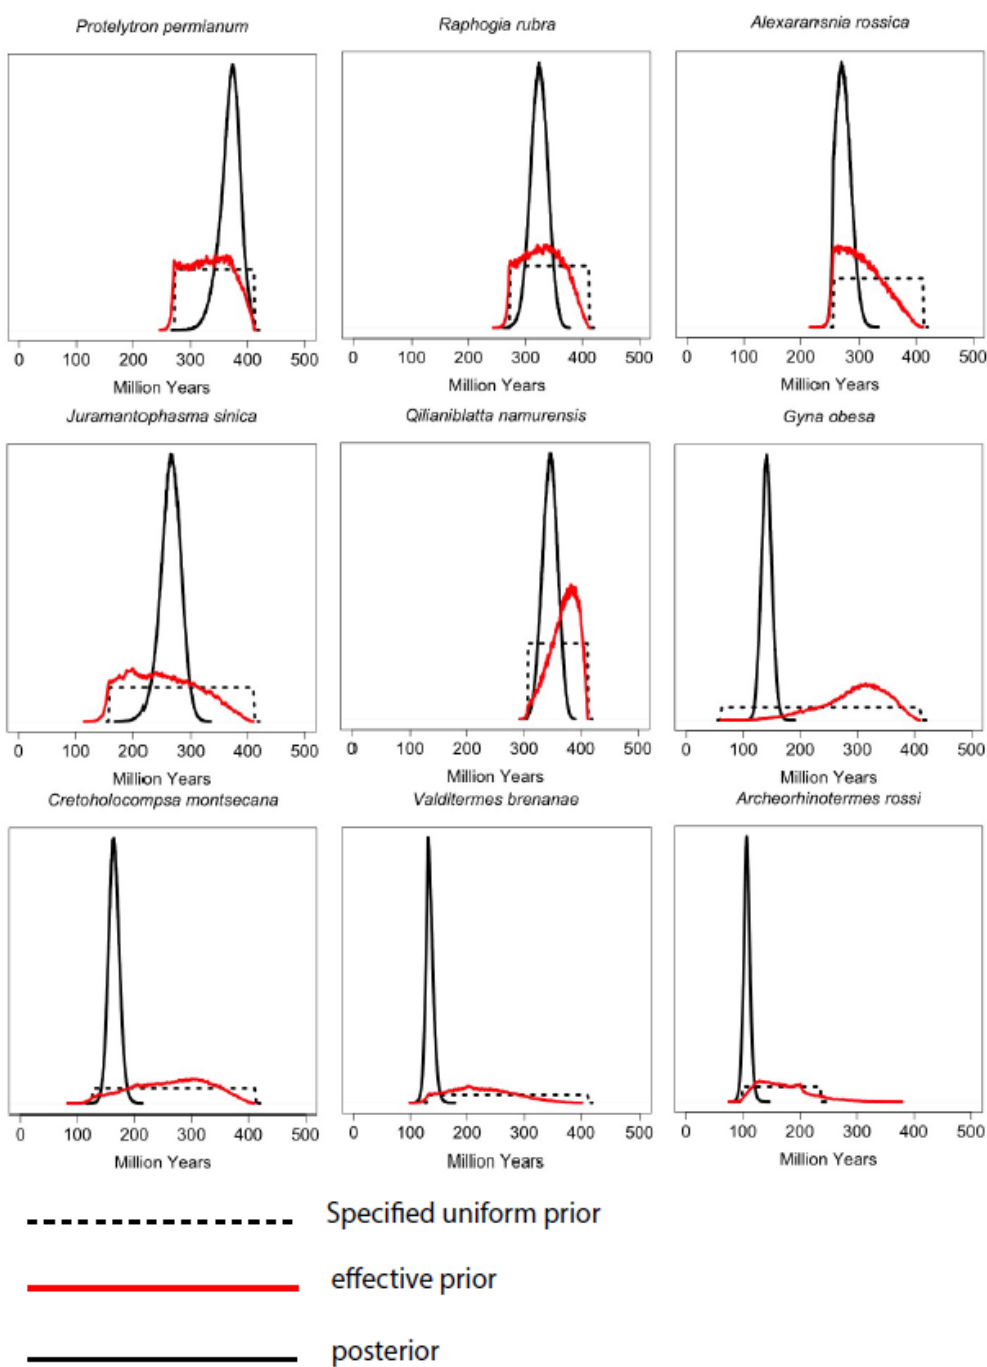 Protelytron permianum
Raphogia rubra
Alexaransnia rossica
0 100 200 300 400 500
0 100 200 300 400 500
0 100 200 300 400 500
Million Years
Million Years
Million Years
Juramantophasma sinica
Qilianiblatta namurensis
Gyna obesa
0 100 200 300 400 500
0 100 200 300 400 500
0 100 200 300 400 500
Million Years
Million Years
Million Years
Cretoholocompsa montsecana
Valditermes brenanae
Archeorhinotermes rossi
0 100 200 300 400 500
0 100 200 300 400 500
0 100 200 300 400 500
Million Years
Million Years
Million Years
Specified uniform prior
effective prior
posterior